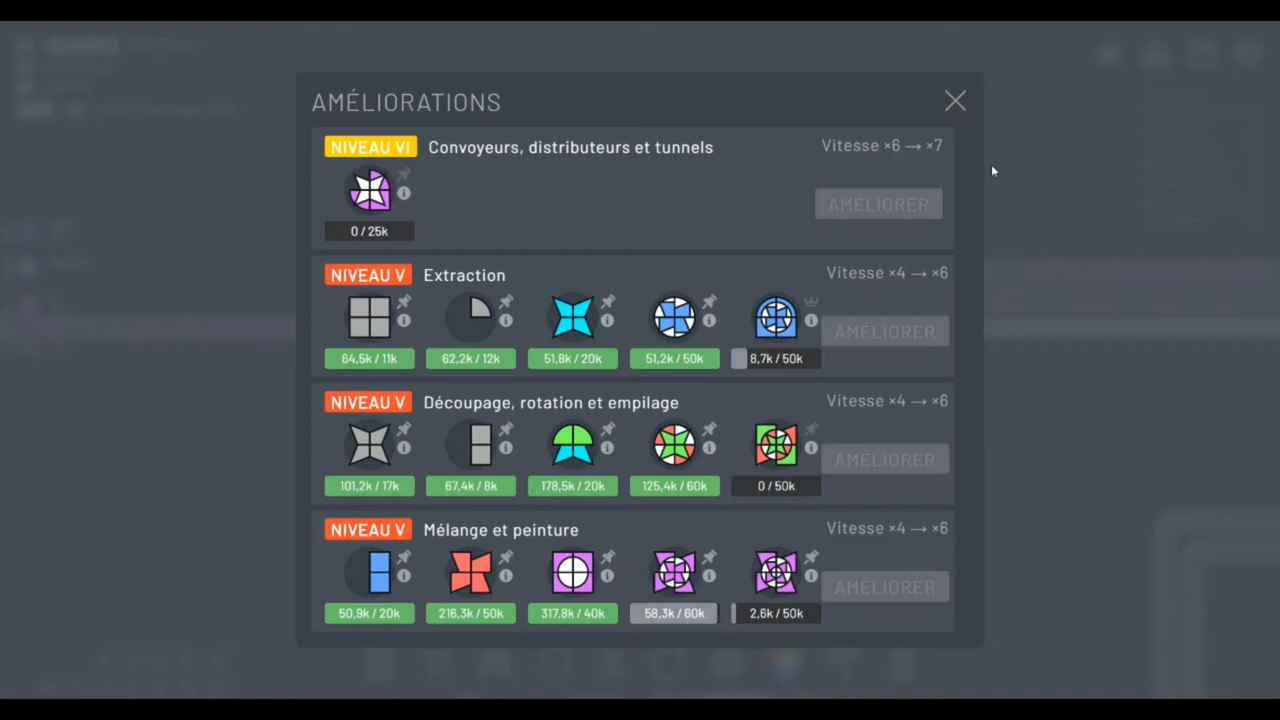 AMÉLIORATIONS
NIVEAU VI Convoyeurs, distributeurs et tunnels Vitesse ×6 → ×7
AMÉLIORER
0 / 25k
NIVEAU V Extraction Vitesse ×4 → ×6
AMÉLIORER
64,5k / 11k 62,2k / 12k 51,8k / 20k 51,2k / 50k 8,7k / 50k
NIVEAU V Découpage, rotation et empilage Vitesse ×4 → ×6
AMÉLIORER
101,2k / 17k 67,4k / 8k 178,5k / 20k 125,4k / 60k 0 / 50k
NIVEAU V Mélange et peinture Vitesse ×4 → ×6
AMÉLIORER
50,9k / 20k 216,3k / 50k 317,8k / 40k 58,3k / 60k 2,6k / 50k